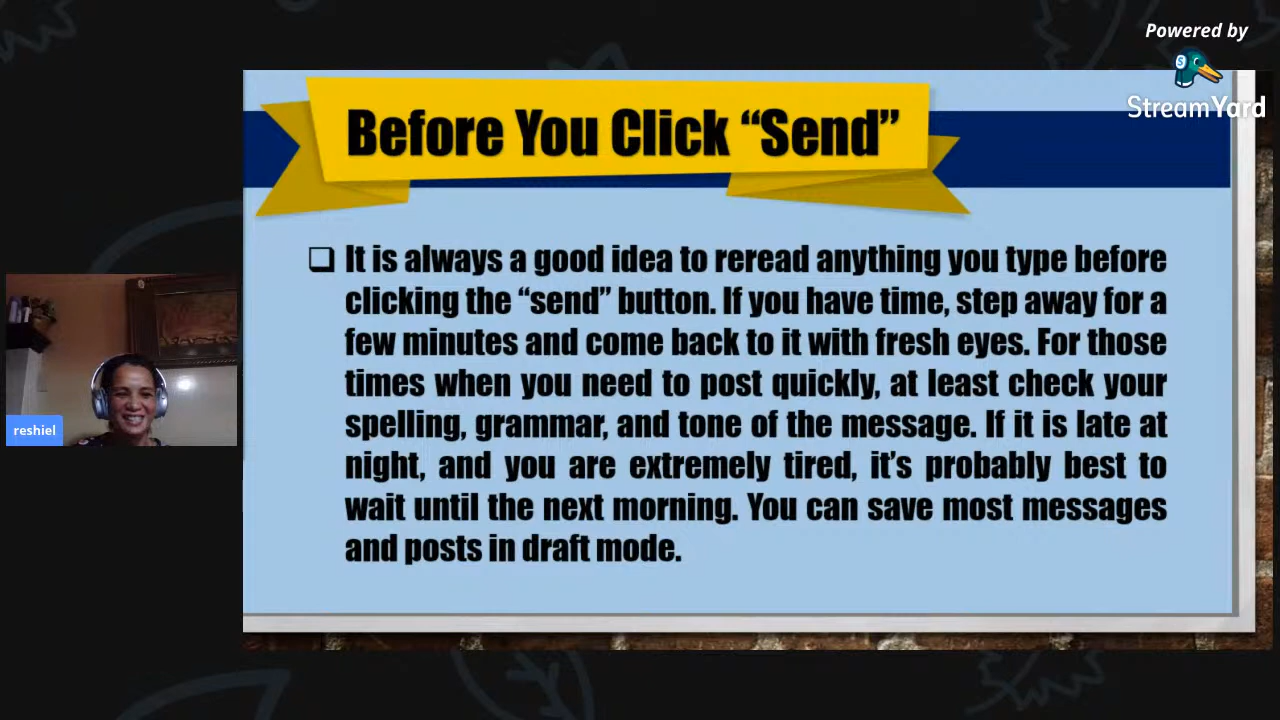 Powered by
StreamYard
Before You Click “Send”
It is always a good idea to reread anything you type before
clicking the “send” button. If you have time, step away for a
few minutes and come back to it with fresh eyes. For those
times when you need to post quickly, at least check your
spelling, grammar, and tone of the message. If it is late at
night, and you are extremely tired, it’s probably best to
wait until the next morning. You can save most messages
and posts in draft mode.
reshiel